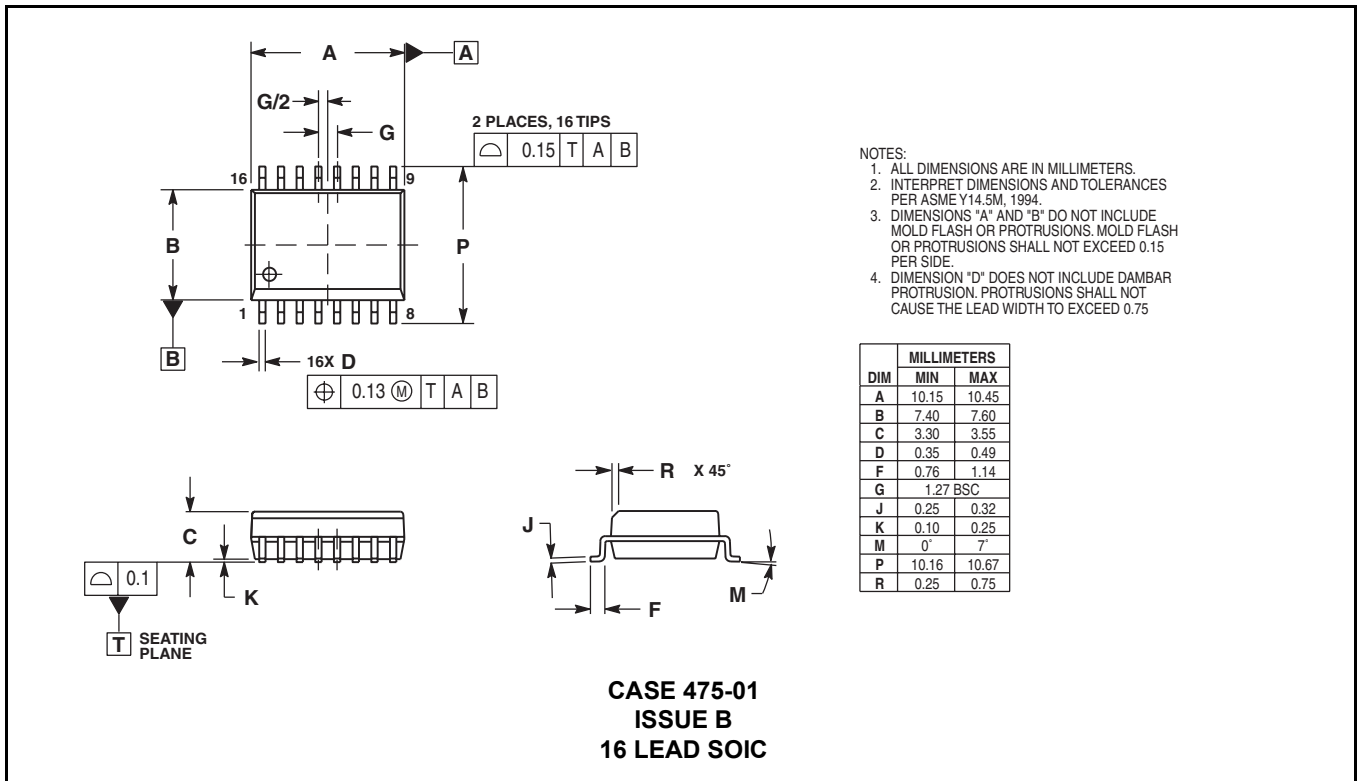 A
A
G/2
G
2 PLACES, 16 TIPS
⌓ 0.15 T A B
16
9
B
P
1
8
B
16X D
⌖ 0.13 Ⓜ T A B
NOTES:
1. ALL DIMENSIONS ARE IN MILLIMETERS.
2. INTERPRET DIMENSIONS AND TOLERANCES
PER ASME Y14.5M, 1994.
3. DIMENSIONS "A" AND "B" DO NOT INCLUDE
MOLD FLASH OR PROTRUSIONS. MOLD FLASH
OR PROTRUSIONS SHALL NOT EXCEED 0.15
PER SIDE.
4. DIMENSION "D" DOES NOT INCLUDE DAMBAR
PROTRUSION. PROTRUSIONS SHALL NOT
CAUSE THE LEAD WIDTH TO EXCEED 0.75
MILLIMETERS
DIM MIN MAX
A 10.15 10.45
B 7.40 7.60
C 3.30 3.55
D 0.35 0.49
F 0.76 1.14
G 1.27 BSC
J 0.25 0.32
K 0.10 0.25
M 0° 7°
P 10.16 10.67
R 0.25 0.75
C
K
⌓ 0.1
T SEATING
PLANE
R X 45°
J
F
M
CASE 475-01
ISSUE B
16 LEAD SOIC